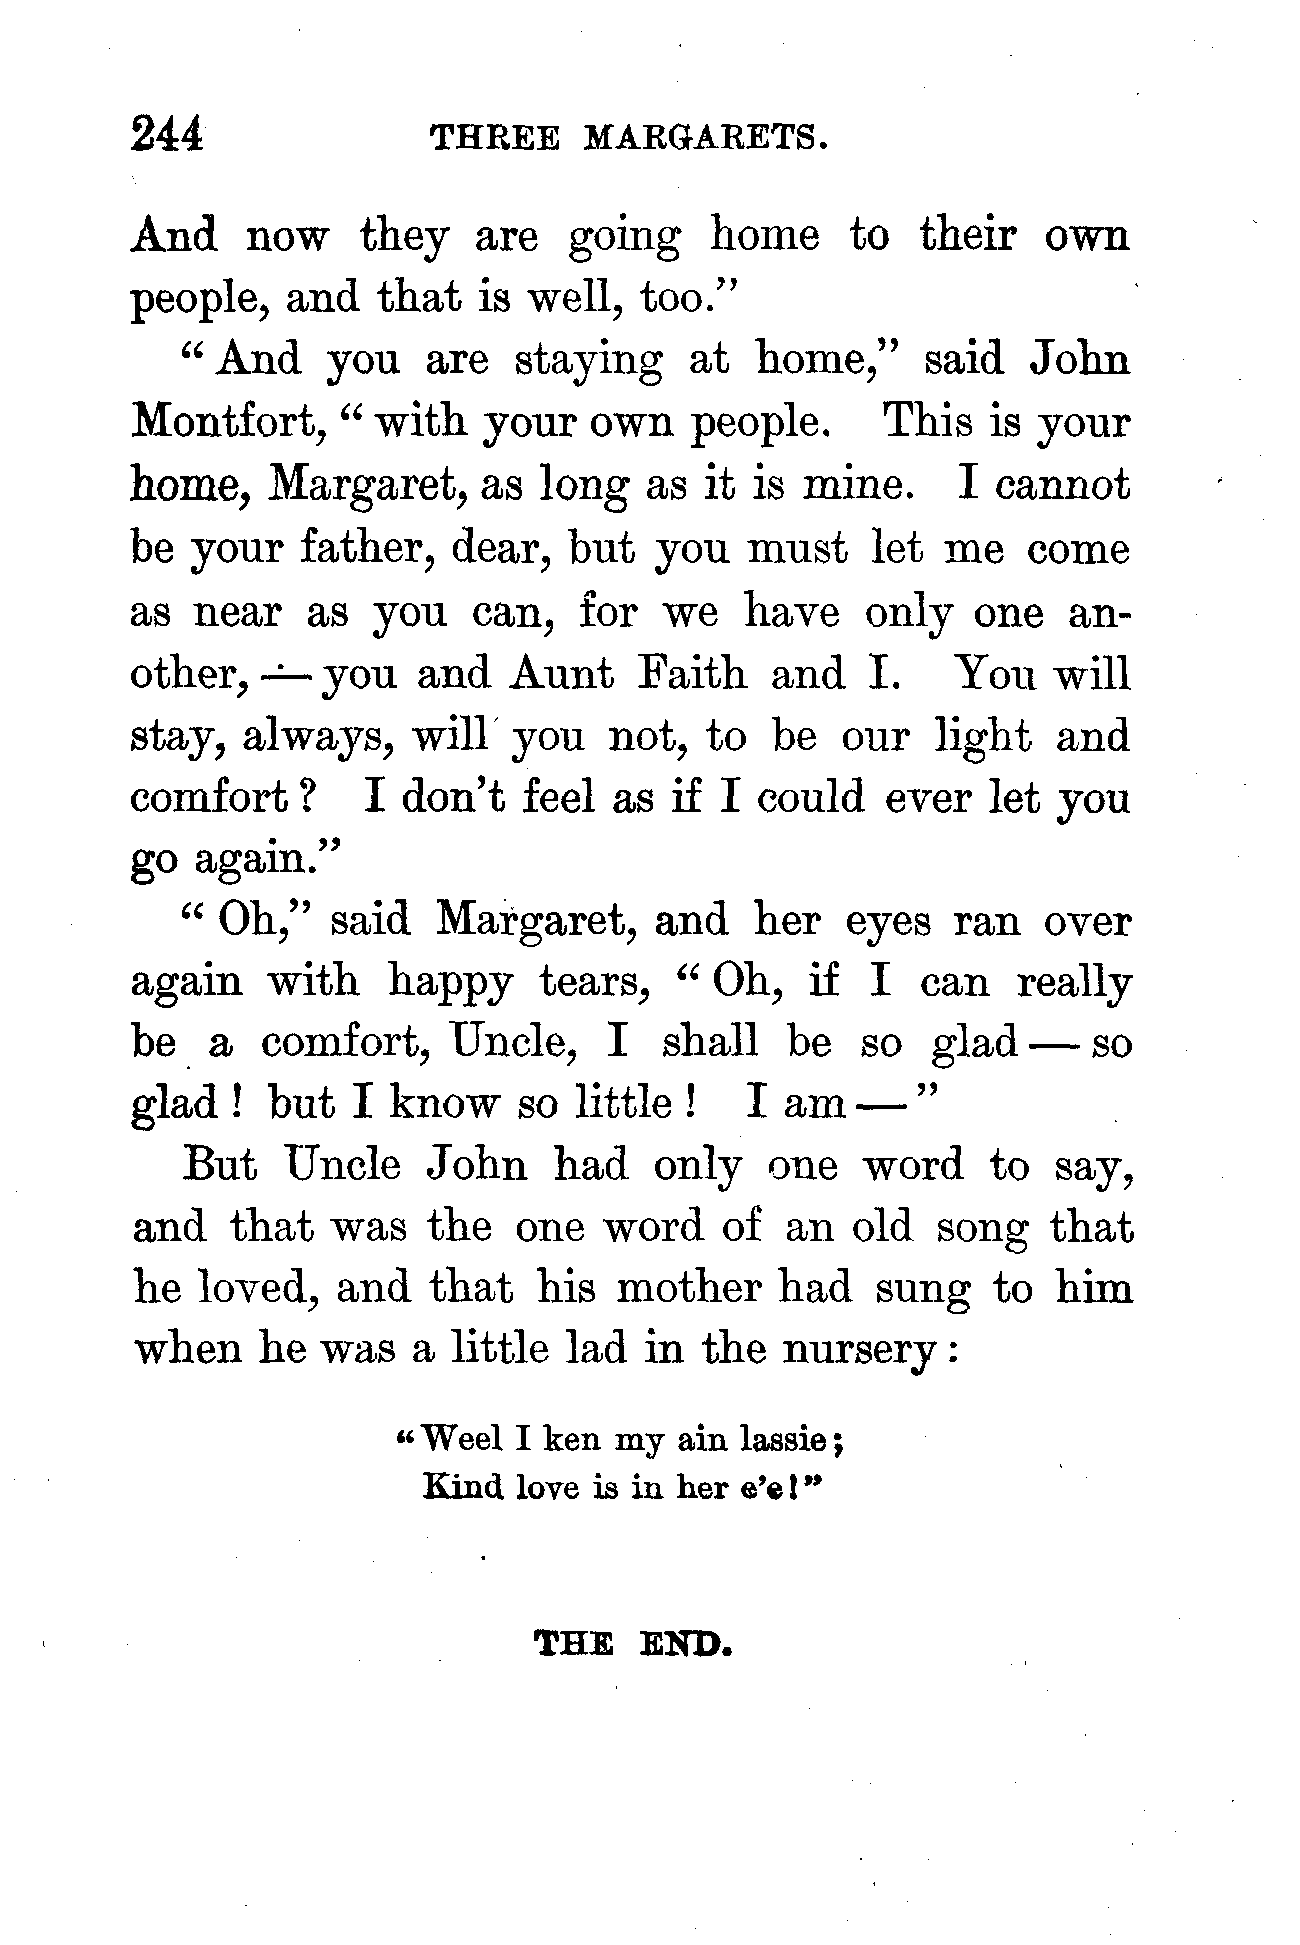 244 THREE MARGARETS.
And now they are going home to their own
people, and that is well, too."
"And you are staying at home," said John
Montfort, "with your own people. This is your
home, Margaret, as long as it is mine. I cannot
be your father, dear, but you must let me come
as near as you can, for we have only one an-
other, — you and Aunt Faith and I. You will
stay, always, will you not, to be our light and
comfort? I don't feel as if I could ever let you
go again."
"Oh," said Margaret, and her eyes ran over
again with happy tears, "Oh, if I can really
be a comfort, Uncle, I shall be so glad — so
glad! but I know so little! I am — "
But Uncle John had only one word to say,
and that was the one word of an old song that
he loved, and that his mother had sung to him
when he was a little lad in the nursery:
"Weel I ken my ain lassie;
Kind love is in her e'e!"
THE END.